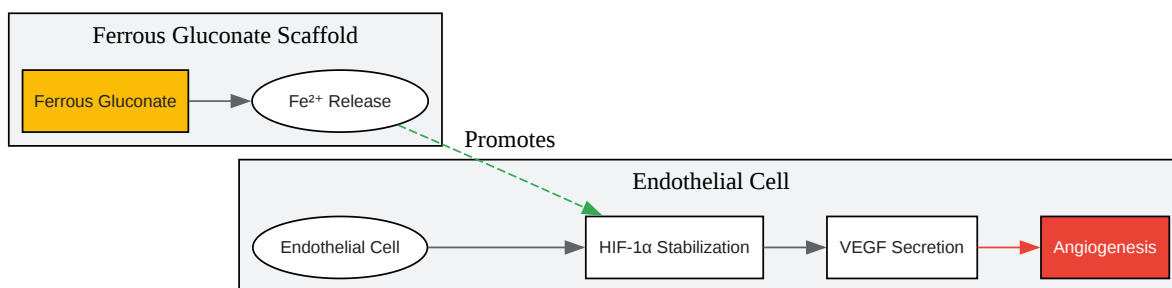 Ferrous Gluconate Scaffold
Ferrous Gluconate
Fe²⁺ Release
Promotes
Endothelial Cell
Endothelial Cell
HIF-1α Stabilization
VEGF Secretion
Angiogenesis